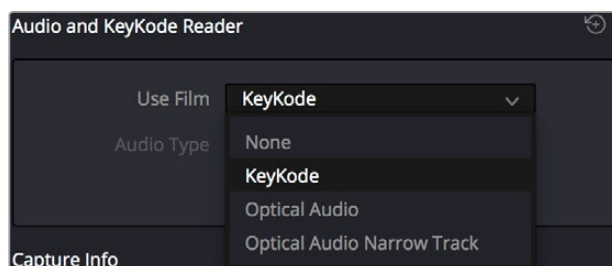 Audio and KeyKode Reader
Use Film KeyKode
Audio Type None
KeyKode
Optical Audio
Optical Audio Narrow Track
Capture Info